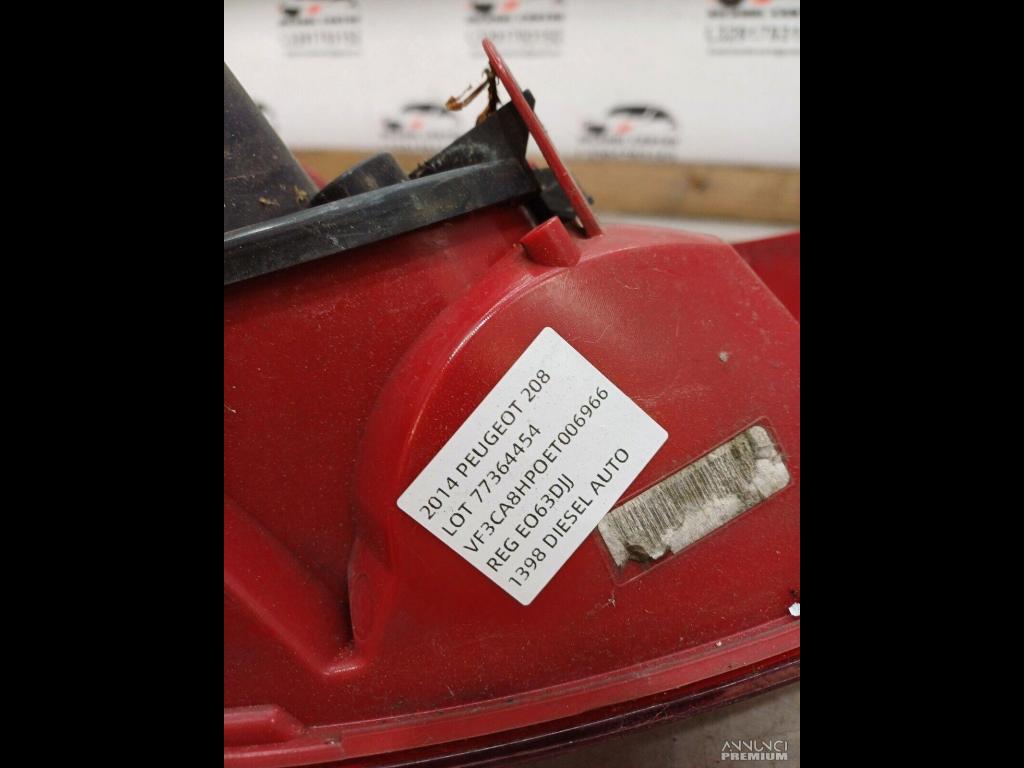 2014 PEUGEOT 208
LOT 77364454
VF3CA8HPOET006966
REG EO63DJJ
1398 DIESEL AUTO
ANNUNCI
PREMIUM